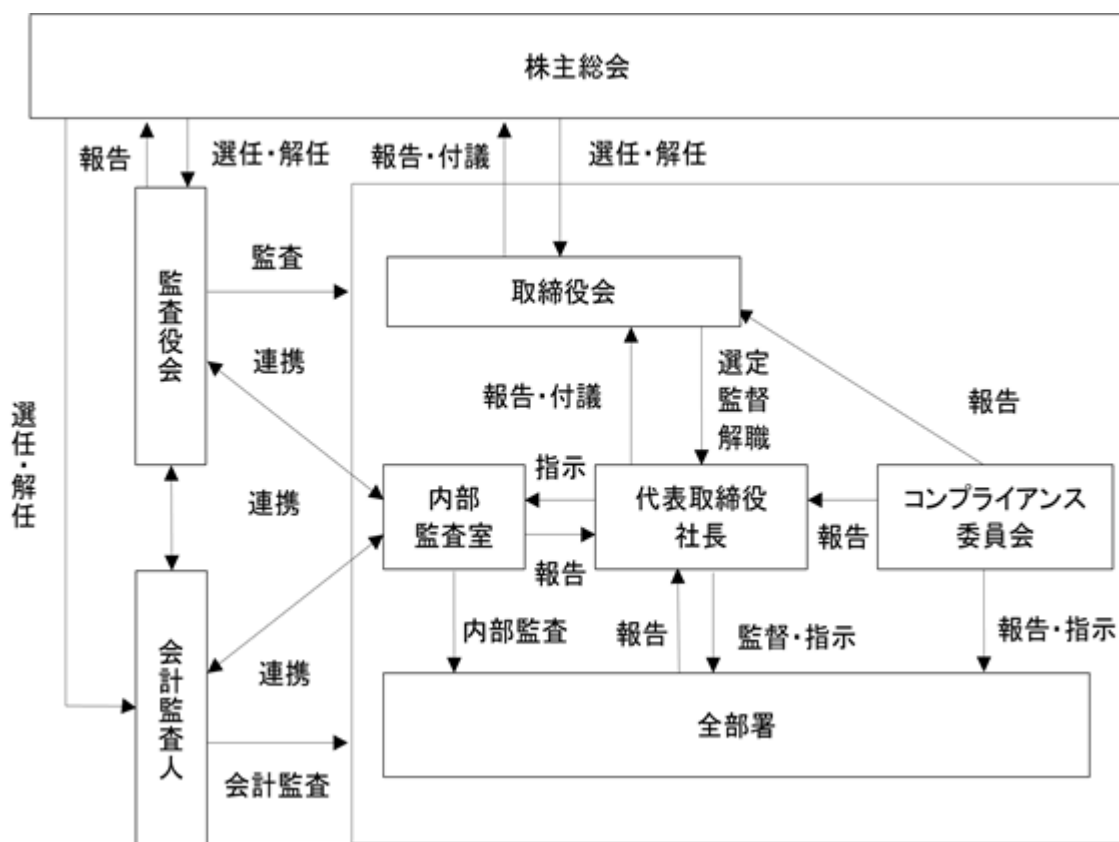 株主総会
報告
選任・解任
報告・付議
選任・解任
監査
取締役会
監査役会
連携
選定
監督
解職
報告・付議
報告
選任・解任
指示
連携
内部
監査室
代表取締役
社長
コンプライアンス
委員会
報告
報告
内部監査
報告
監督・指示
報告・指示
連携
会計監査人
全部署
会計監査